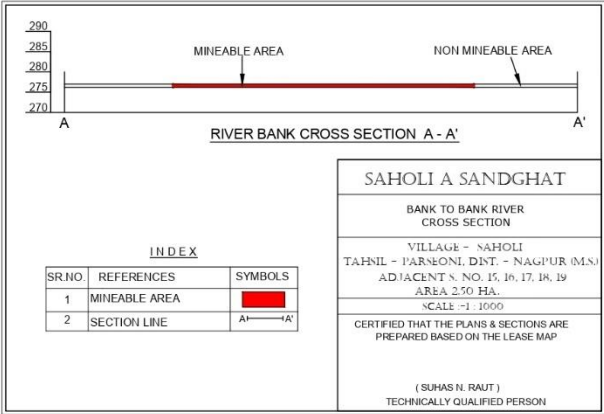 290
285
280
275
270
MINEABLE AREA
NON MINEABLE AREA
A
A'
RIVER BANK CROSS SECTION A - A'
SAHOLI A SANDGHAT
BANK TO BANK RIVER
CROSS SECTION
VILLAGE - SAHOLI
TAHSIL - PARSEONI, DIST. - NAGPUR (M.S.)
ADJACENT S. NO. 15, 16, 17, 18, 19
AREA 2.50 HA.
SCALE :-1 : 1000
CERTIFIED THAT THE PLANS & SECTIONS ARE
PREPARED BASED ON THE LEASE MAP
( SUHAS N. RAUT )
TECHNICALLY QUALIFIED PERSON
INDEX
SR.NO. REFERENCES SYMBOLS
1 MINEABLE AREA
2 SECTION LINE A A'